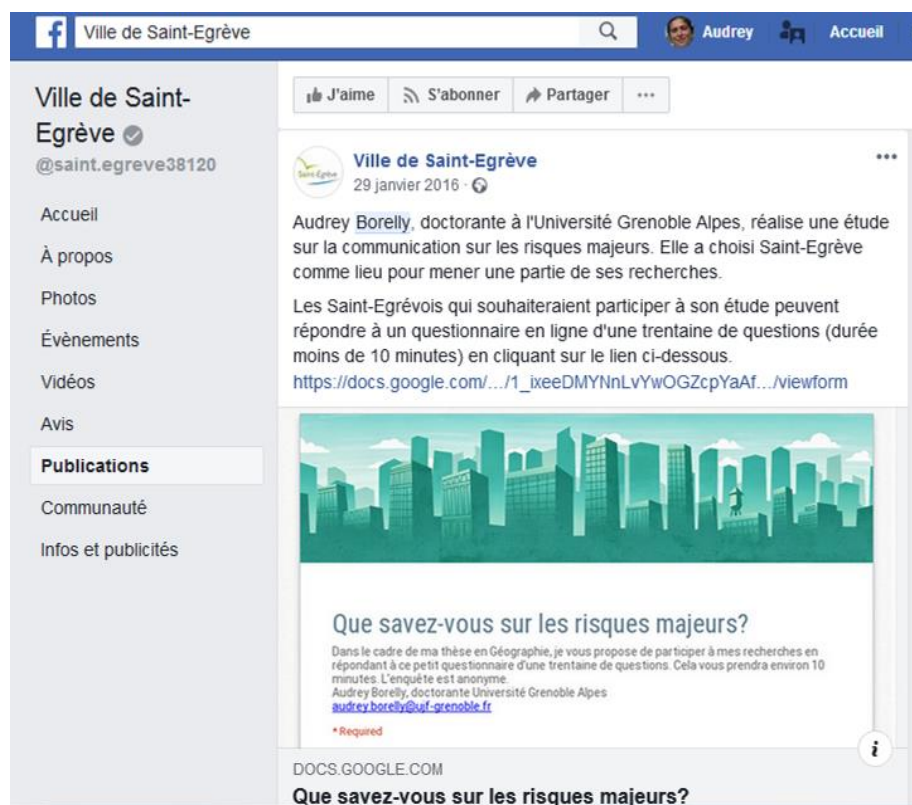 Ville de Saint-Egrève
Audrey
Accueil
Ville de Saint-
Egrève
@saint.egreve38120
Accueil
À propos
Photos
Évènements
Vidéos
Avis
Publications
Communauté
Infos et publicités
J'aime
S'abonner
Partager
Ville de Saint-Egrève
29 janvier 2016
Audrey Borelly, doctorante à l'Université Grenoble Alpes, réalise une étude
sur la communication sur les risques majeurs. Elle a choisi Saint-Egrève
comme lieu pour mener une partie de ses recherches.
Les Saint-Egrévois qui souhaiteraient participer à son étude peuvent
répondre à un questionnaire en ligne d'une trentaine de questions (durée
moins de 10 minutes) en cliquant sur le lien ci-dessous.
https://docs.google.com/.../1_ixeeDMYNnLvYwOGZcpYaAf.../viewform
Que savez-vous sur les risques majeurs?
Dans le cadre de ma thèse en Géographie, je vous propose de participer à mes recherches en
répondant à ce petit questionnaire d'une trentaine de questions. Cela vous prendra environ 10
minutes. L'enquête est anonyme.
Audrey Borelly, doctorante Université Grenoble Alpes
audrey.borelly@ujf-grenoble.fr
* Required
DOCS.GOOGLE.COM
Que savez-vous sur les risques majeurs?